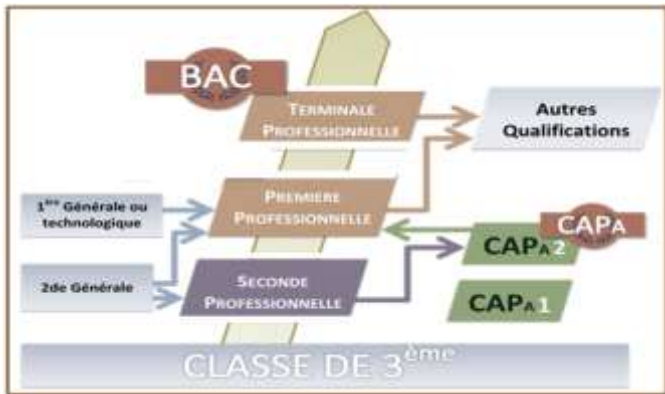 BAC
TERMINALE
PROFESSIONNELLE
Autres
Qualifications
PREMIÈRE
PROFESSIONNELLE
1ère Générale ou
technologique
CAPA
CAPA 2
2de Générale
SECONDE
PROFESSIONNELLE
CAPA 1
CLASSE DE 3ème